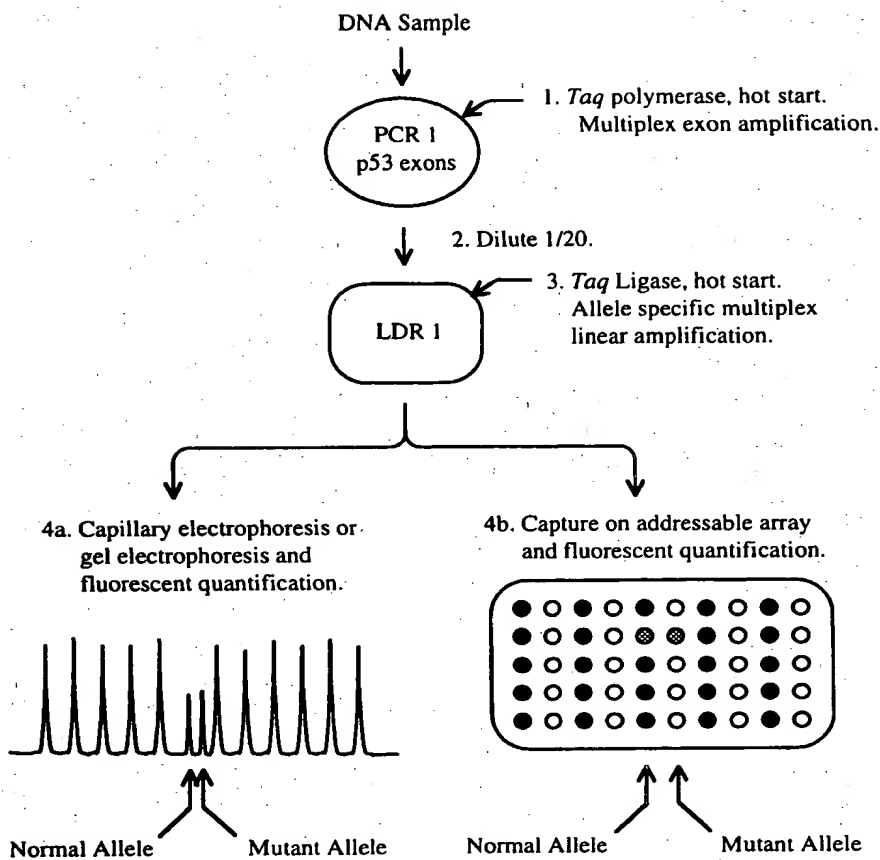 DNA Sample
1. Taq polymerase, hot start.
Multiplex exon amplification.
PCR 1
p53 exons
2. Dilute 1/20.
3. Taq Ligase, hot start.
Allele specific multiplex
linear amplification.
LDR 1
4a. Capillary electrophoresis or
gel electrophoresis and
fluorescent quantification.
4b. Capture on addressable array
and fluorescent quantification.
Normal Allele
Mutant Allele
Normal Allele
Mutant Allele